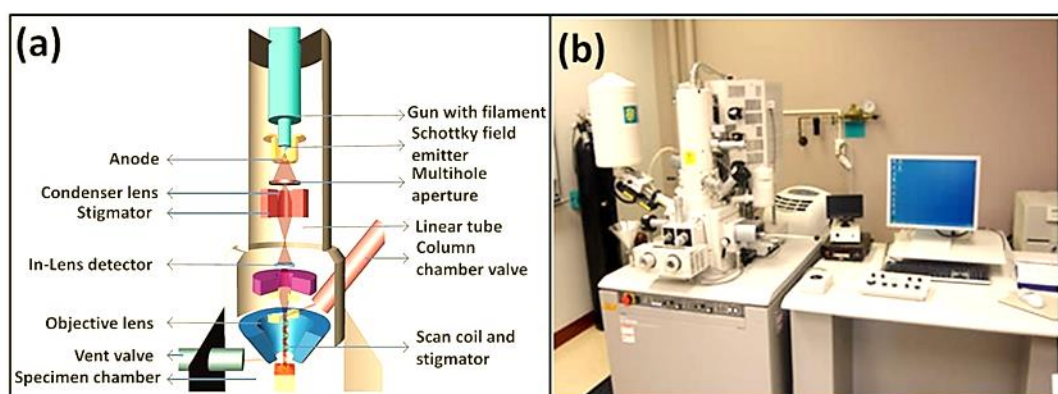 (a)
Gun with filament
Schottky field
emitter
Anode
Multihole
aperture
Condenser lens
Stigmator
Linear tube
Column
chamber valve
In-Lens detector
Objective lens
Scan coil and
stigmator
Vent valve
Specimen chamber
(b)